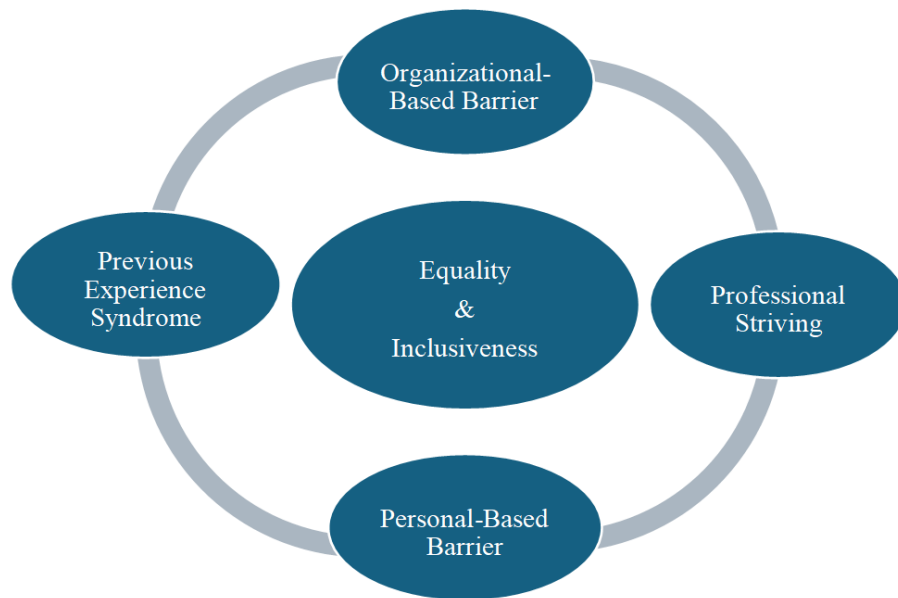 Organizational-
Based Barrier
Previous
Experience
Syndrome
Equality
&
Inclusiveness
Professional
Striving
Personal-Based
Barrier